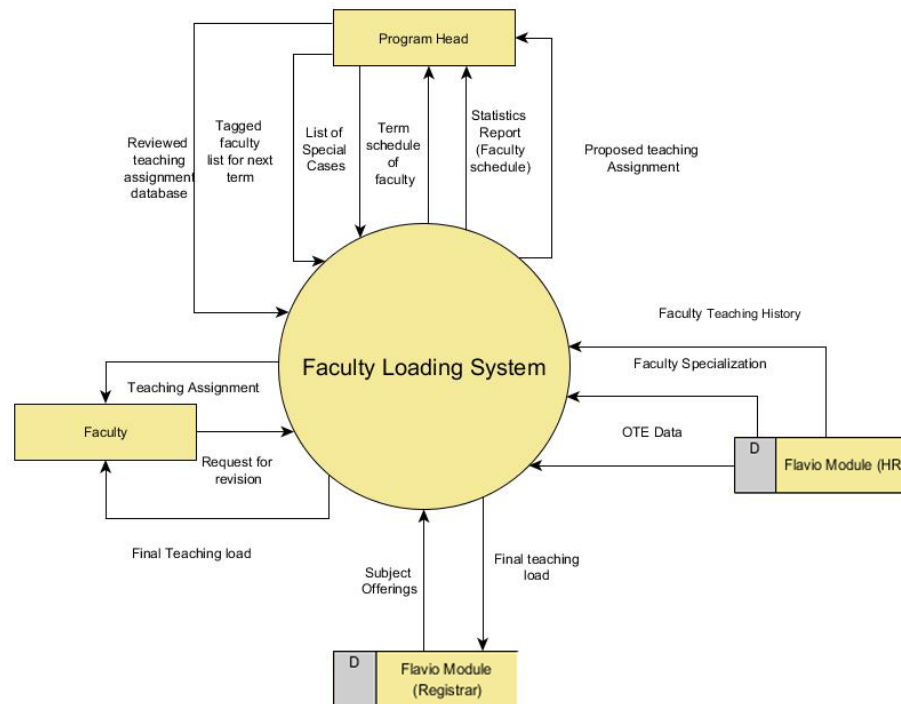 Program Head
Reviewed
teaching
assignment
database
Tagged
faculty
list for next
term
List of
Special
Cases
Term
schedule
of
faculty
Statistics
Report
(Faculty
schedule)
Proposed teaching
Assignment
Faculty Loading System
Faculty Teaching History
Faculty Specialization
OTE Data
D
Flavio Module (HR
Teaching Assignment
Faculty
Request for
revision
Final Teaching load
Subject
Offerings
Final teaching
load
D
Flavio Module
(Registrar)